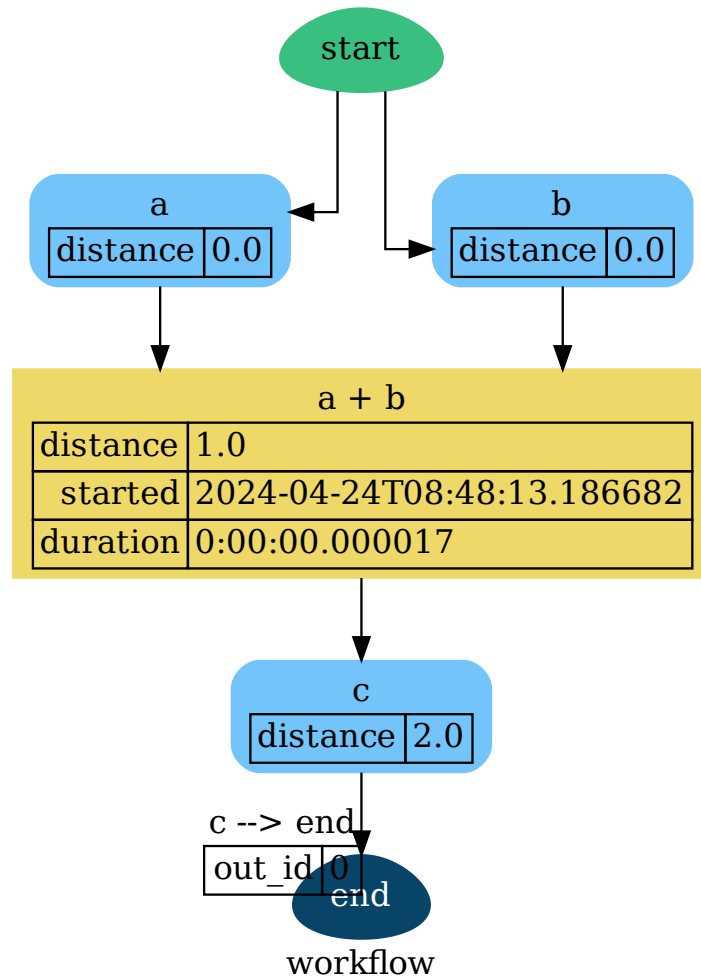 start
a
distance 0.0
b
distance 0.0
a + b
distance 1.0
started 2024-04-24T08:48:13.186682
duration 0:00:00.000017
c
distance 2.0
c --> end
out_id 0
end
workflow